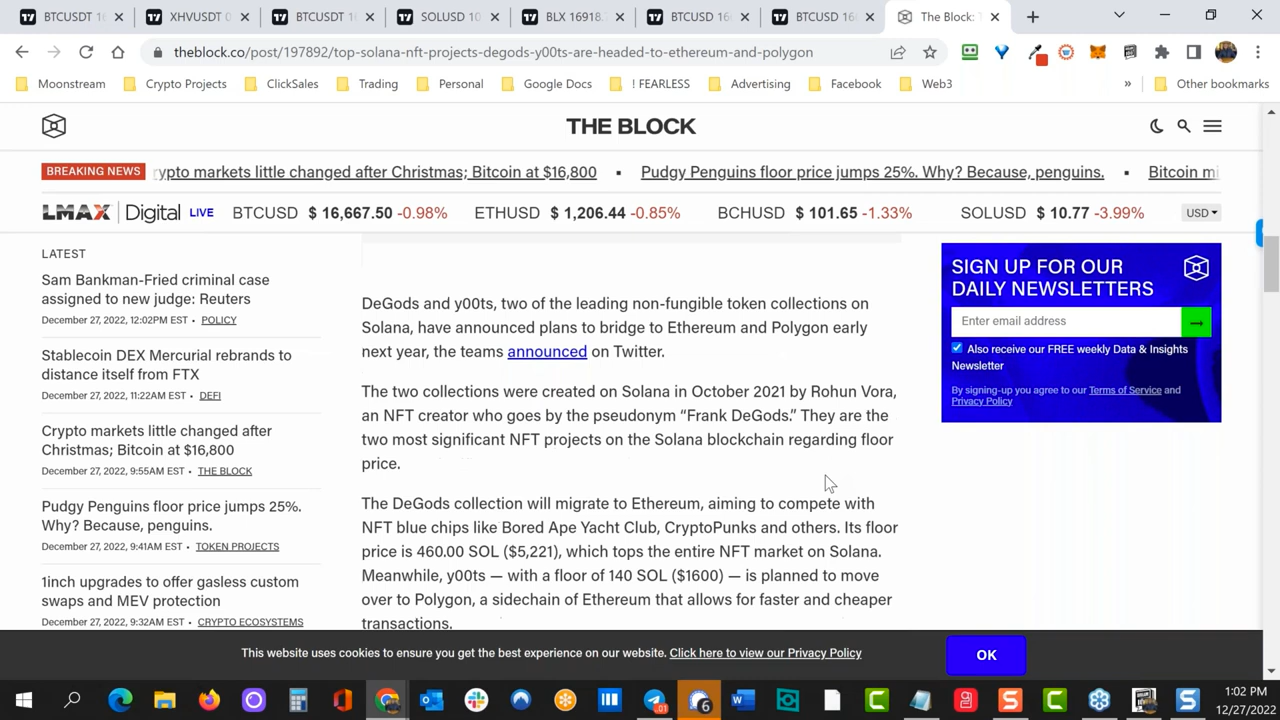 BTCUSDT 1
XHVUSDT 0
BTCUSDT 1
SOLUSD 10
BLX 16918.
BTCUSD 16
BTCUSD 16
The Block: T
theblock.co/post/197892/top-solana-nft-projects-degods-y00ts-are-headed-to-ethereum-and-polygon
Moonstream
Crypto Projects
ClickSales
Trading
Personal
Google Docs
! FEARLESS
Advertising
Facebook
Web3
»
Other bookmarks
THE BLOCK
BREAKING NEWS
rypto markets little changed after Christmas; Bitcoin at $16,800 • Pudgy Penguins floor price jumps 25%. Why? Because, penguins. • Bitcoin mi
LMAX Digital LIVE BTCUSD $ 16,667.50 -0.98% ETHUSD $ 1,206.44 -0.85% BCHUSD $ 101.65 -1.33% SOLUSD $ 10.77 -3.99% USD
LATEST
Sam Bankman-Fried criminal case
assigned to new judge: Reuters
December 27, 2022, 12:02PM EST • POLICY
Stablecoin DEX Mercurial rebrands to
distance itself from FTX
December 27, 2022, 11:22AM EST • DEFI
Crypto markets little changed after
Christmas; Bitcoin at $16,800
December 27, 2022, 9:55AM EST • THE BLOCK
Pudgy Penguins floor price jumps 25%.
Why? Because, penguins.
December 27, 2022, 9:41AM EST • TOKEN PROJECTS
1inch upgrades to offer gasless custom
swaps and MEV protection
December 27, 2022, 9:32AM EST • CRYPTO ECOSYSTEMS
DeGods and y00ts, two of the leading non-fungible token collections on
Solana, have announced plans to bridge to Ethereum and Polygon early
next year, the teams announced on Twitter.
The two collections were created on Solana in October 2021 by Rohun Vora,
an NFT creator who goes by the pseudonym “Frank DeGods.” They are the
two most significant NFT projects on the Solana blockchain regarding floor
price.
The DeGods collection will migrate to Ethereum, aiming to compete with
NFT blue chips like Bored Ape Yacht Club, CryptoPunks and others. Its floor
price is 460.00 SOL ($5,221), which tops the entire NFT market on Solana.
Meanwhile, y00ts — with a floor of 140 SOL ($1600) — is planned to move
over to Polygon, a sidechain of Ethereum that allows for faster and cheaper
transactions.
SIGN UP FOR OUR
DAILY NEWSLETTERS
Enter email address
Also receive our FREE weekly Data & Insights
Newsletter
By signing-up you agree to our Terms of Service and
Privacy Policy
This website uses cookies to ensure you get the best experience on our website. Click here to view our Privacy Policy
OK
01
6
1:02 PM
12/27/2022